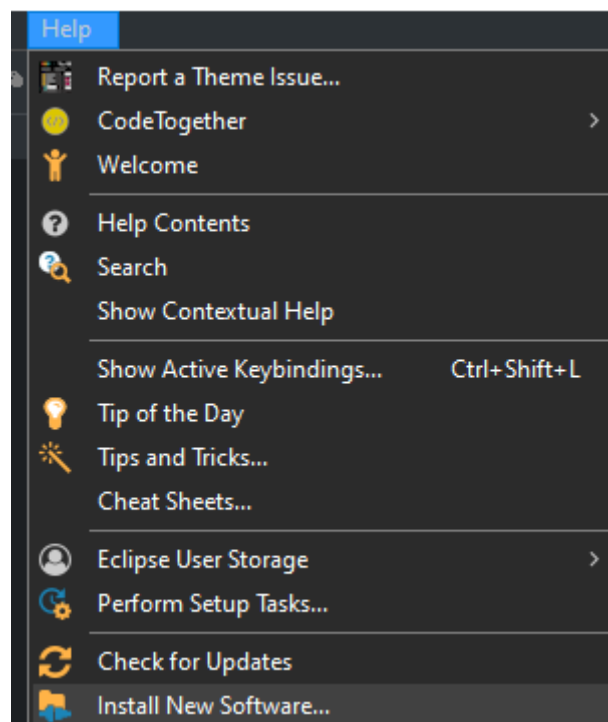 Help
Report a Theme Issue...
CodeTogether
Welcome
Help Contents
Search
Show Contextual Help
Show Active Keybindings... Ctrl+Shift+L
Tip of the Day
Tips and Tricks...
Cheat Sheets...
Eclipse User Storage
Perform Setup Tasks...
Check for Updates
Install New Software...